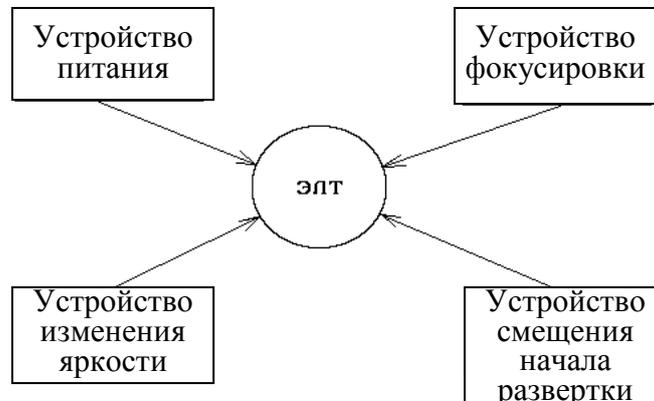 Устройство
питания
Устройство
фокусировки
ЭЛТ
Устройство
изменения
яркости
Устройство
смещения
начала
развертки